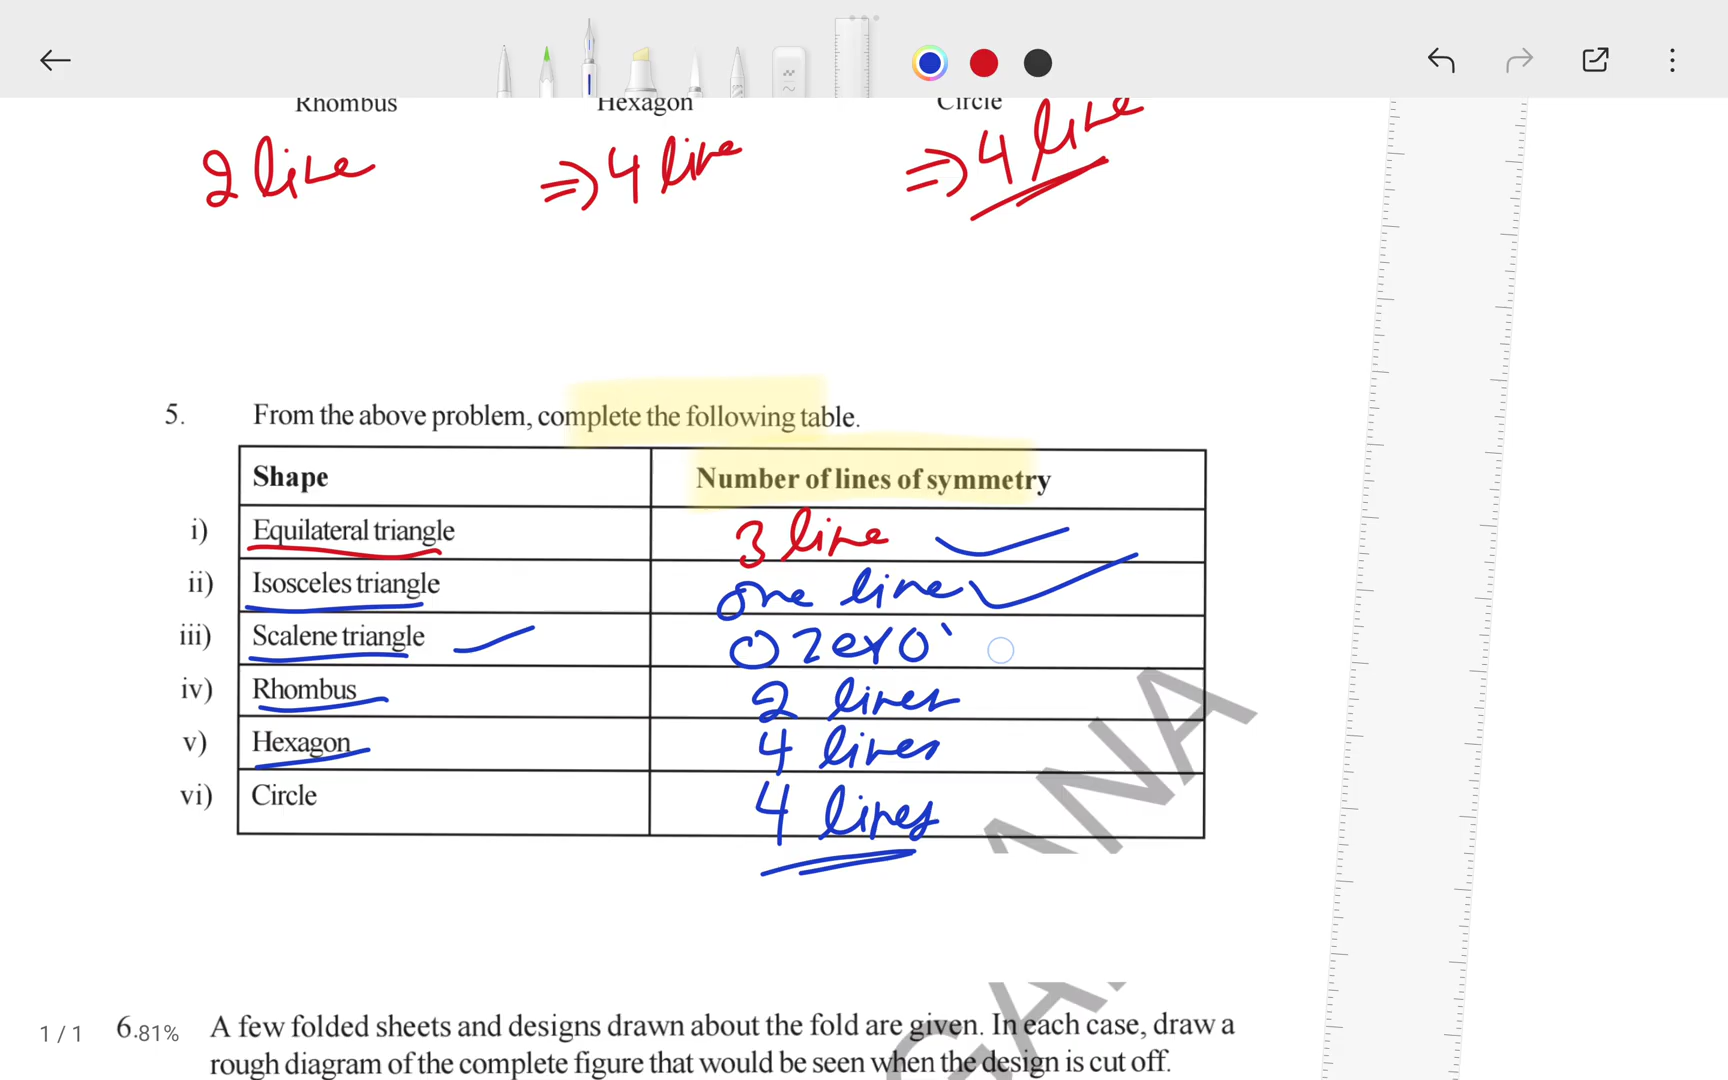 Rhombus Hexagon Circle
2 line ⇒ 4 line ⇒ 4 line
5. From the above problem, complete the following table.
Shape Number of lines of symmetry
i) Equilateral triangle 3 line
ii) Isosceles triangle one line
iii) Scalene triangle 0 zero
iv) Rhombus 2 lines
v) Hexagon 4 lines
vi) Circle 4 lines
ANA
GA
1 / 1 81%
6. A few folded sheets and designs drawn about the fold are given. In each case, draw a
rough diagram of the complete figure that would be seen when the design is cut off.